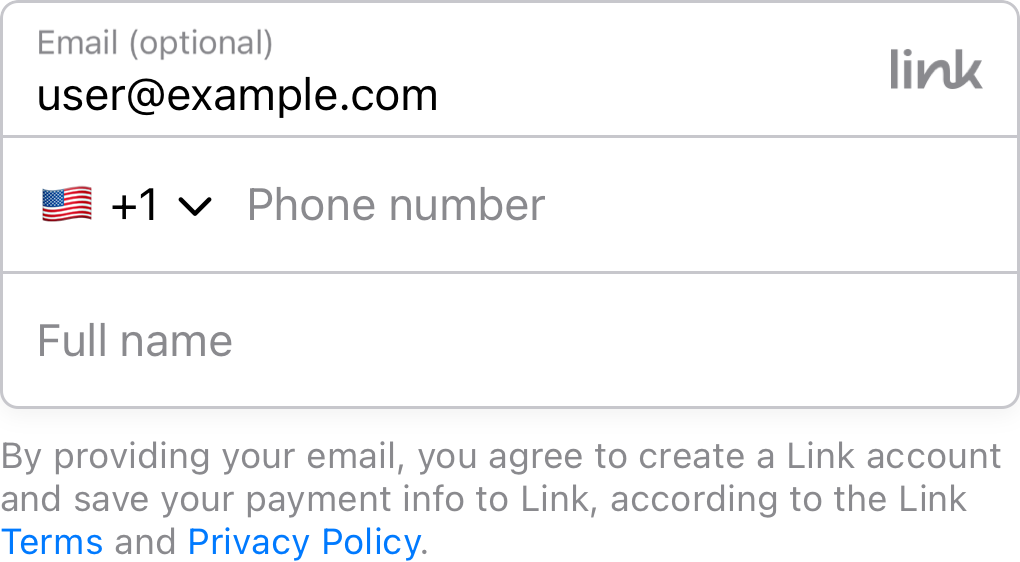 Email (optional)
link
user@example.com
+1 Phone number
Full name
By providing your email, you agree to create a Link account
and save your payment info to Link, according to the Link
Terms and Privacy Policy.